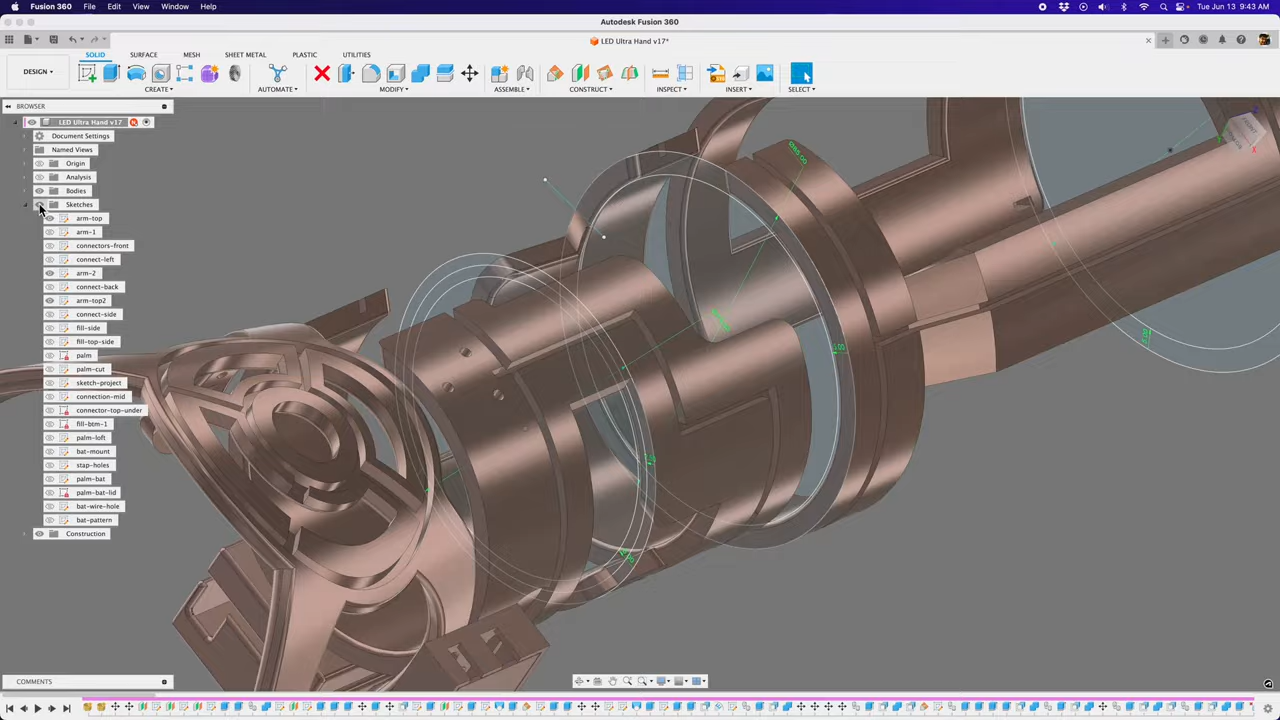 Fusion 360 File Edit View Window Help
Tue Jun 13 9:43 AM
Autodesk Fusion 360
LED Ultra Hand v17*
SOLID SURFACE MESH SHEET METAL PLASTIC UTILITIES
DESIGN
CREATE AUTOMATE MODIFY ASSEMBLE CONSTRUCT INSPECT INSERT SELECT
BROWSER
LED Ultra Hand v17
Document Settings
Named Views
Origin
Analysis
Bodies
Sketches
arm-top
arm-1
connectors-front
connect-left
arm-2
connect-back
arm-top2
connect-side
fill-side
fill-top-side
palm
palm-cut
sketch-project
connection-mid
connector-top-under
fill-btm-1
palm-loft
bat-mount
stap-holes
palm-bat
palm-bat-lid
bat-wire-hole
bat-pattern
Construction
COMMENTS